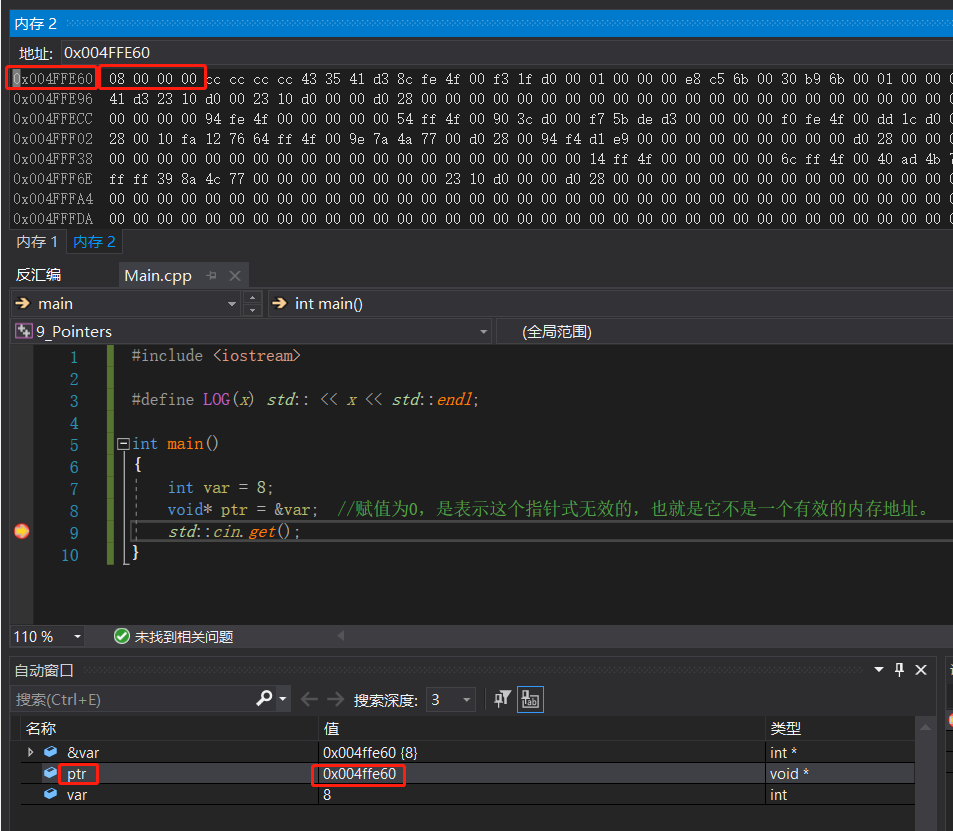 内存 2
地址: 0x004FFE60
0x004FFE60 08 00 00 00 cc cc cc cc 43 35 41 d3 8c fe 4f 00 f3 1f d0 00 01 00 00 00 e8 c5 6b 00 30 b9 6b 00 01 00 00 0
0x004FFE96 41 d3 23 10 d0 00 23 10 d0 00 00 d0 28 00 00 00 00 00 00 00 00 00 00 00 00 00 00 00 00 00 00 00 00 00 00 0
0x004FFECC 00 00 00 00 94 fe 4f 00 00 00 00 00 54 ff 4f 00 90 3c d0 00 f7 5b de d3 00 00 00 00 f0 fe 4f 00 dd 1c d0 0
0x004FFF02 28 00 10 fa 12 76 64 ff 4f 00 9e 7a 4a 77 00 d0 28 00 94 f4 d1 e9 00 00 00 00 00 00 00 00 00 d0 28 00 00 0
0x004FFF38 00 00 00 00 00 00 00 00 00 00 00 00 00 00 00 00 00 00 00 00 14 ff 4f 00 00 00 00 00 6c ff 4f 00 40 ad 4b 7
0x004FFF6E ff ff 39 8a 4c 77 00 00 00 00 00 00 00 00 23 10 d0 00 00 d0 28 00 00 00 00 00 00 00 00 00 00 00 00 00 00 0
0x004FFFA4 00 00 00 00 00 00 00 00 00 00 00 00 00 00 00 00 00 00 00 00 00 00 00 00 00 00 00 00 00 00 00 00 00 00 00 0
0x004FFFDA 00 00 00 00 00 00 00 00 00 00 00 00 00 00 00 00 00 00 00 00 00 00 00 00 00 00 00 00 00 00 00 00 00 00 00 0
内存 1 内存 2
反汇编 Main.cpp
main int main()
9_Pointers (全局范围)
1 #include <iostream>
2
3 #define LOG(x) std:: << x << std::endl;
4
5 int main()
6 {
7 int var = 8;
8 void* ptr = &var; //赋值为0，是表示这个指针式无效的，也就是它不是一个有效的内存地址。
9 std::cin.get();
10 }
110 % 未找到相关问题
自动窗口
搜索(Ctrl+E) 搜索深度: 3
名称 值 类型
&var 0x004ffe60 {8} int *
ptr 0x004ffe60 void *
var 8 int